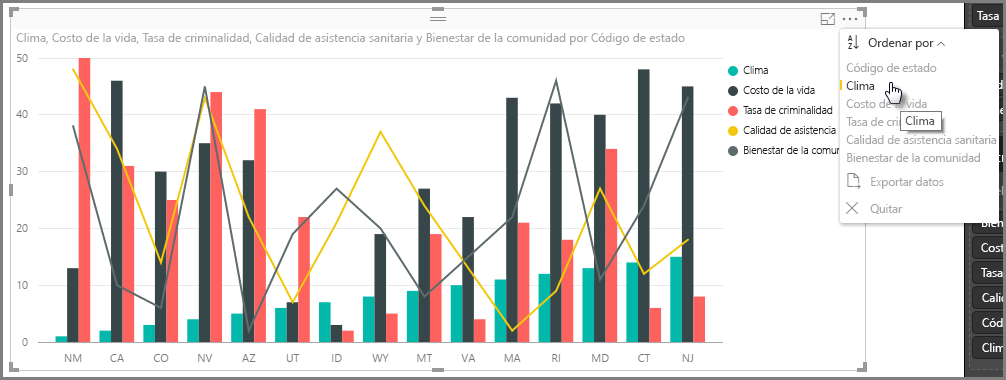 Clima, Costo de la vida, Tasa de criminalidad, Calidad de asistencia sanitaria y Bienestar de la comunidad por Código de estado
50
40
30
20
10
0
NM CA CO NV AZ UT ID WY MT VA MA RI MD CT NJ
Clima
Costo de la vida
Tasa de criminalidad
Calidad de asistencia
Bienestar de la comun
Ordenar por
Código de estado
Clima
Costo de la vida
Tasa de cri
Clima
Calidad de asistencia sanitaria
Bienestar de la comunidad
Exportar datos
Quitar
Tasa
Bien
Cost
Tasa
Calid
Códi
Clim